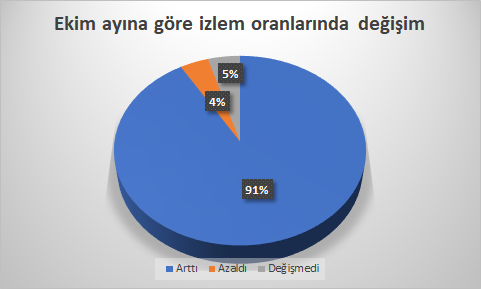 Ekim ayına göre izlem oranlarında değişim
5%
4%
91%
Arttı Azaldı Değişmedi